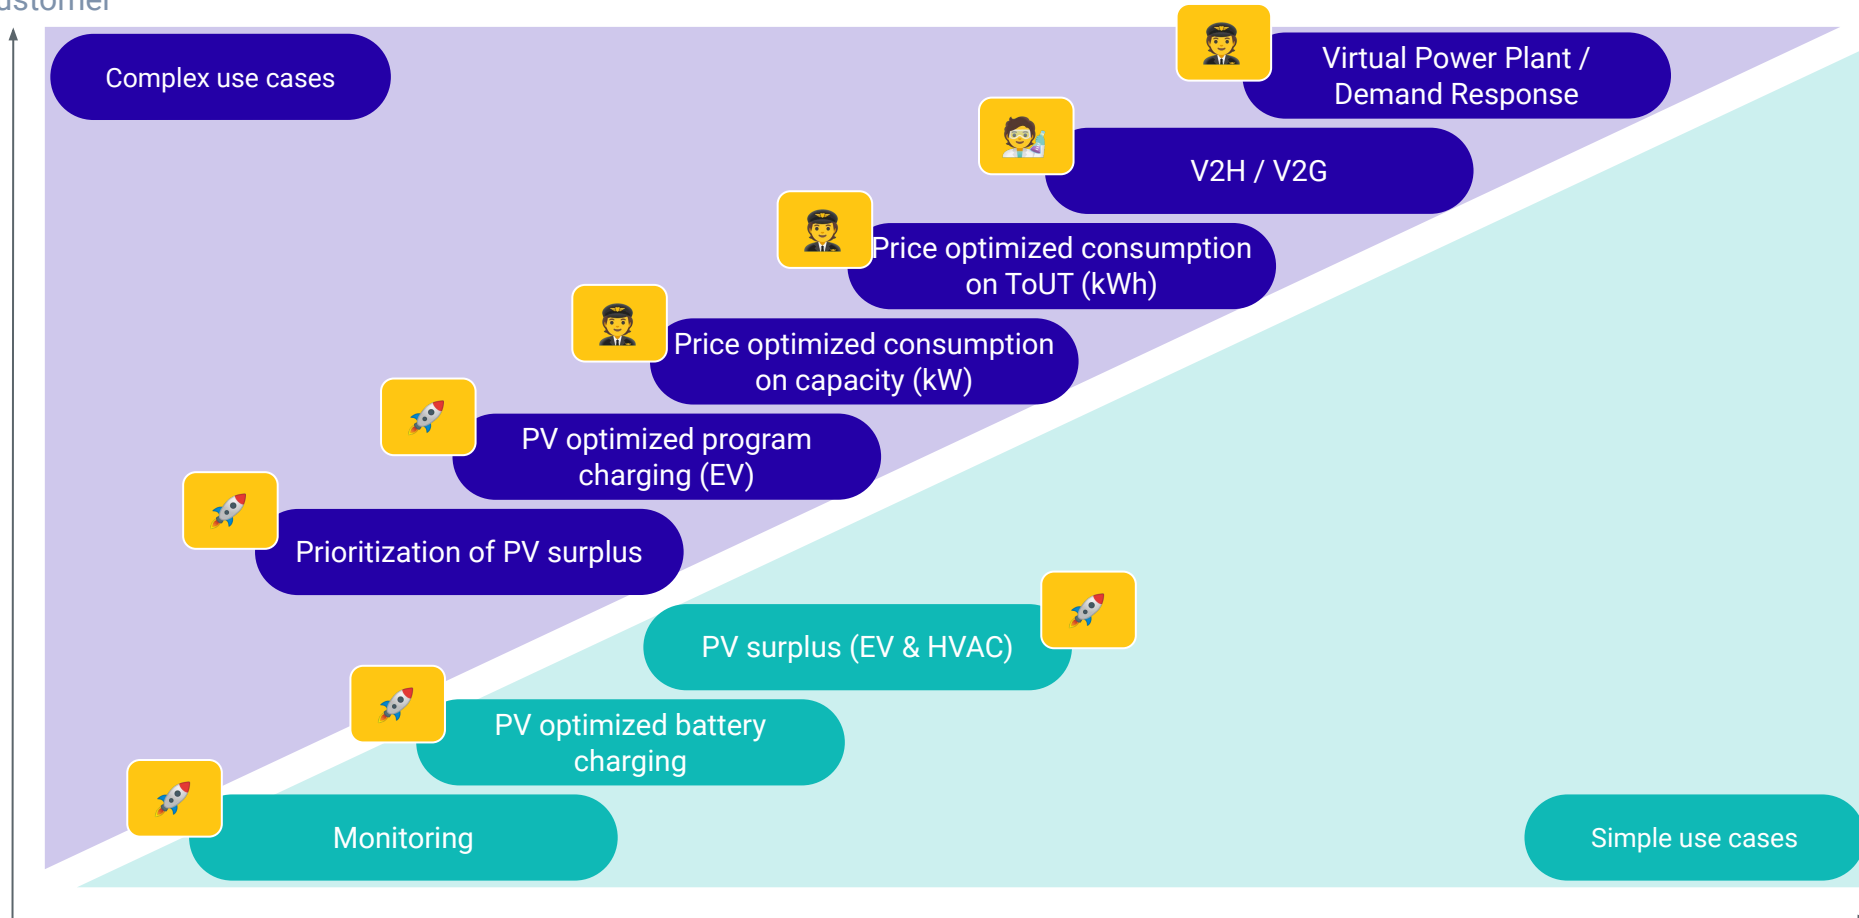 Complex use cases
Virtual Power Plant /
Demand Response
V2H / V2G
Price optimized consumption
on ToUT (kWh)
Price optimized consumption
on capacity (kW)
PV optimized program
charging (EV)
Prioritization of PV surplus
PV surplus (EV & HVAC)
PV optimized battery
charging
Monitoring
Simple use cases